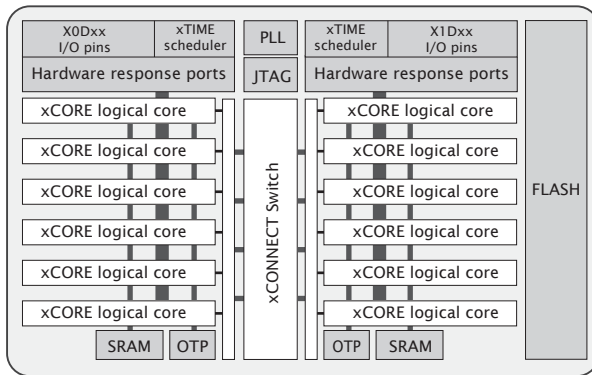 X0Dxx
I/O pins
xTIME
scheduler
PLL
xTIME
scheduler
X1Dxx
I/O pins
Hardware response ports
JTAG
Hardware response ports
xCORE logical core
xCORE logical core
xCORE logical core
xCORE logical core
xCORE logical core
xCORE logical core
xCONNECT Switch
xCORE logical core
xCORE logical core
xCORE logical core
xCORE logical core
xCORE logical core
xCORE logical core
FLASH
SRAM
OTP
OTP
SRAM